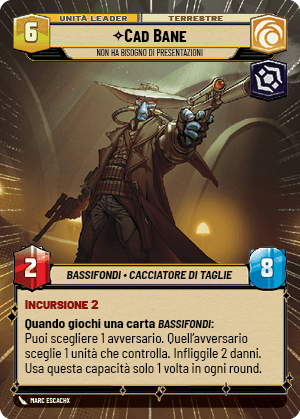 UNITÀ LEADER
TERRESTRE
6
CAD BANE
NON HA BISOGNO DI PRESENTAZIONI
2
BASSIFONDI • CACCIATORE DI TAGLIE
8
INCURSIONE 2
Quando giochi una carta BASSIFONDI:
Puoi scegliere 1 avversario. Quell'avversario
sceglie 1 unità che controlla. Infliggile 2 danni.
Usa questa capacità solo 1 volta in ogni round.
MARC ESCACHX